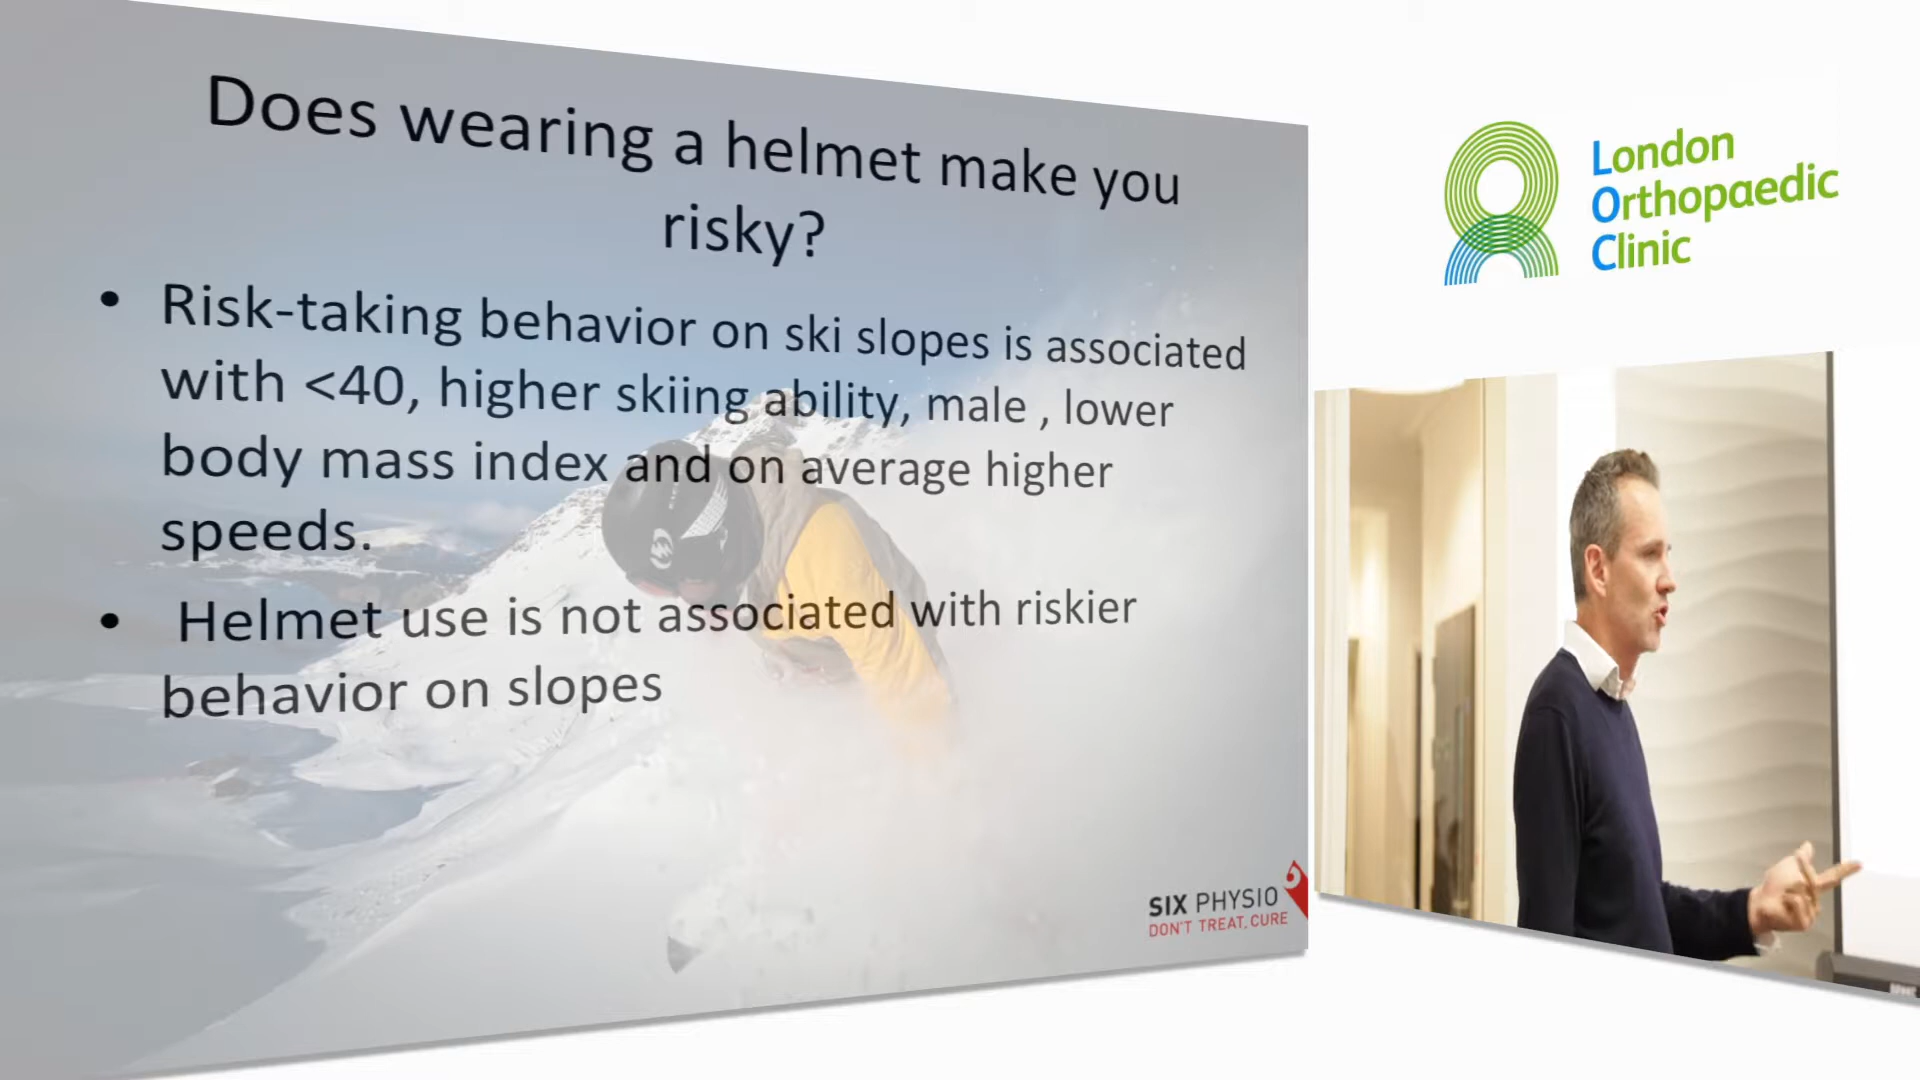 Does wearing a helmet make you
risky?
• Risk-taking behavior on ski slopes is associated
with <40, higher skiing ability, male , lower
body mass index and on average higher
speeds.
• Helmet use is not associated with riskier
behavior on slopes
SIX PHYSIO
DON'T TREAT, CURE
London
Orthopaedic
Clinic